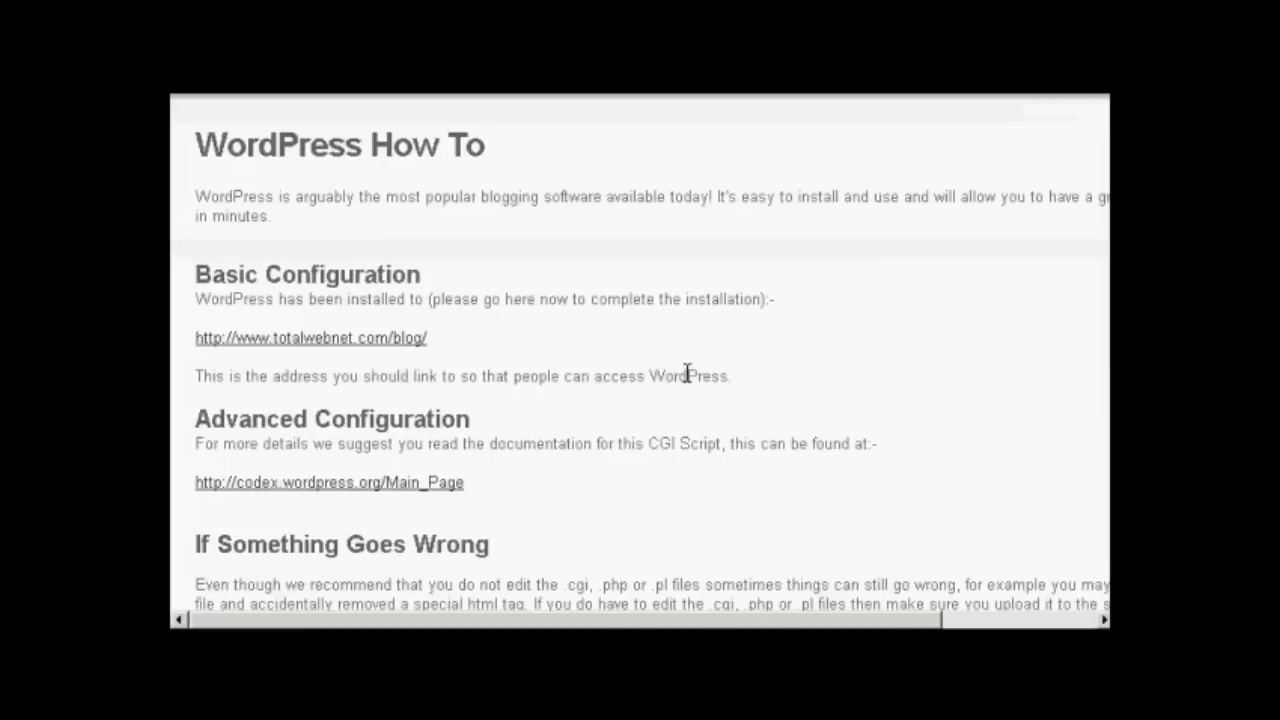 WordPress How To
WordPress is arguably the most popular blogging software available today! It's easy to install and use and will allow you to have a
in minutes.
Basic Configuration
WordPress has been installed to (please go here now to complete the installation):-
http://www.totalwebnet.com/blog/
This is the address you should link to so that people can access WordPress.
Advanced Configuration
For more details we suggest you read the documentation for this CGI Script, this can be found at:-
http://codex.wordpress.org/Main_Page
If Something Goes Wrong
Even though we recommend that you do not edit the .cgi, .php or .pl files sometimes things can still go wrong, for example you may
file and accidentally removed a special html tag. If you do have to edit the .cgi, .php or .pl files then make sure you upload it to the